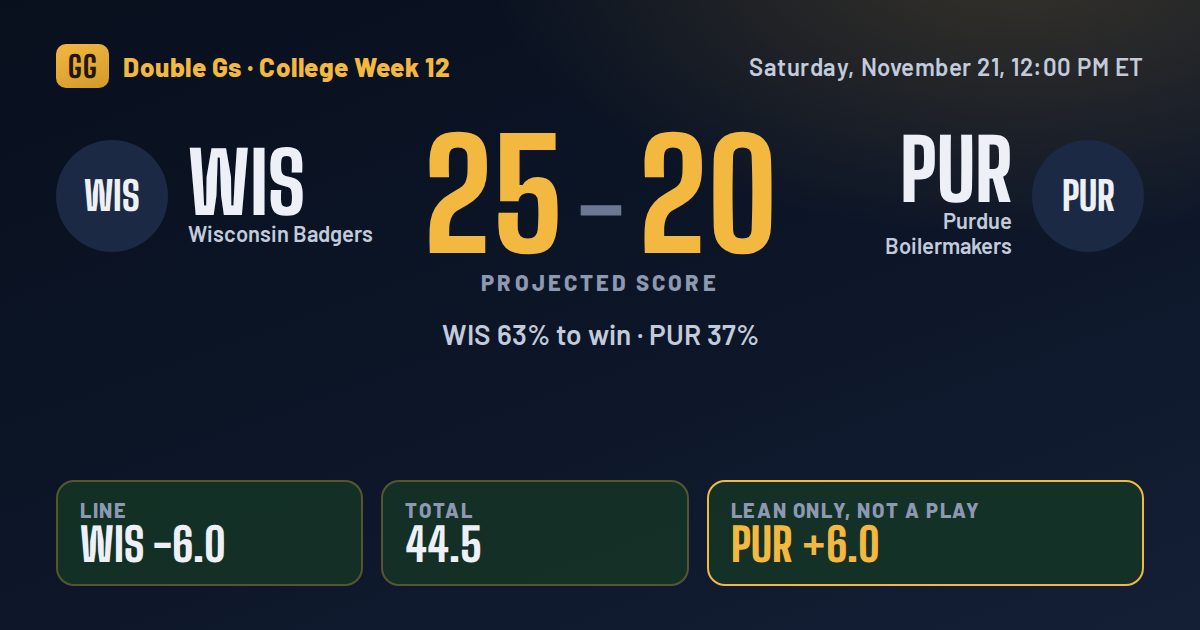 GG
Double Gs · College Week 12
Saturday, November 21, 12:00 PM ET
WIS
WIS
Wisconsin Badgers
25 – 20
PUR
Purdue
Boilermakers
PUR
PROJECTED SCORE
WIS 63% to win · PUR 37%
LINE
WIS −6.0
TOTAL
44.5
LEAN ONLY, NOT A PLAY
PUR +6.0